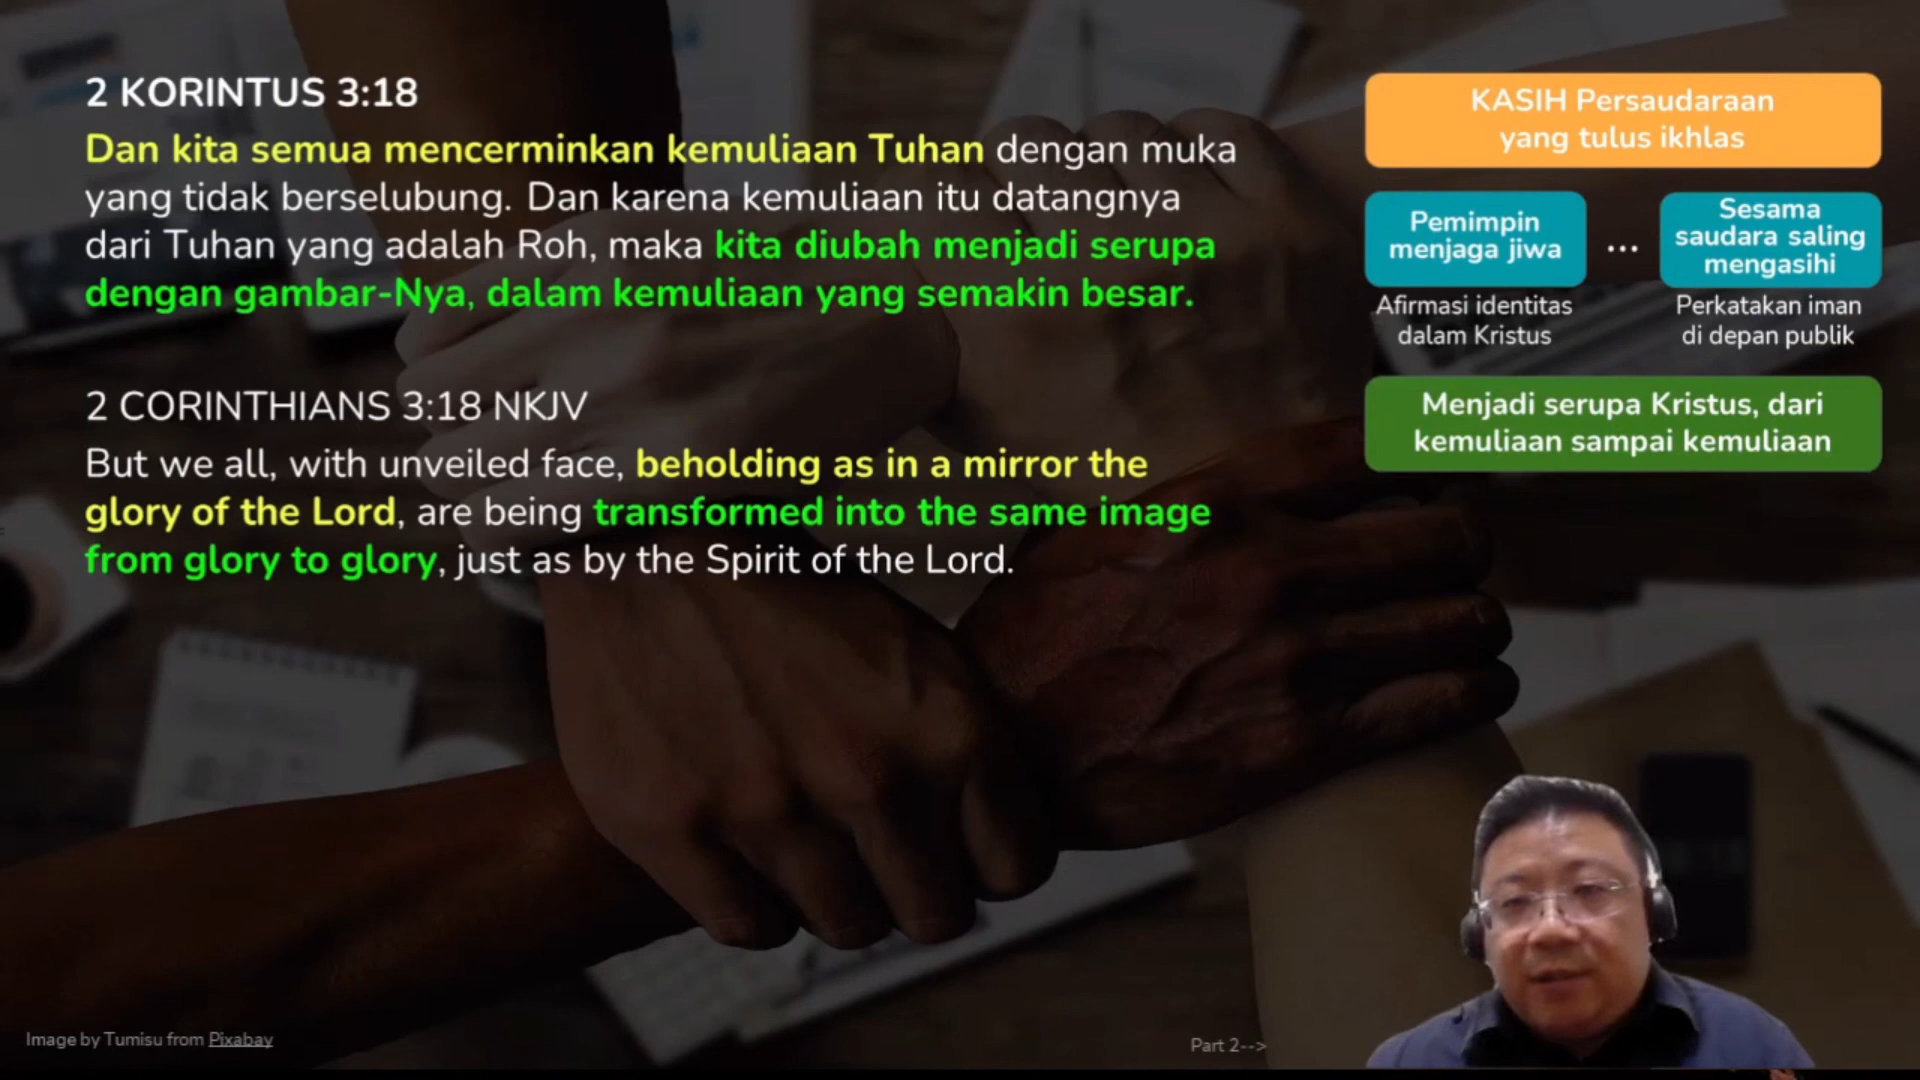 2 KORINTUS 3:18
Dan kita semua mencerminkan kemuliaan Tuhan dengan muka
yang tidak berselubung. Dan karena kemuliaan itu datangnya
dari Tuhan yang adalah Roh, maka kita diubah menjadi serupa
dengan gambar-Nya, dalam kemuliaan yang semakin besar.
2 CORINTHIANS 3:18 NKJV
But we all, with unveiled face, beholding as in a mirror the
glory of the Lord, are being transformed into the same image
from glory to glory, just as by the Spirit of the Lord.
KASIH Persaudaraan
yang tulus ikhlas
Pemimpin
menjaga jiwa
...
Sesama
saudara saling
mengasihi
Afirmasi identitas
dalam Kristus
Perkatakan iman
di depan publik
Menjadi serupa Kristus, dari
kemuliaan sampai kemuliaan
Image by Tumisu from Pixabay
Part 2-->